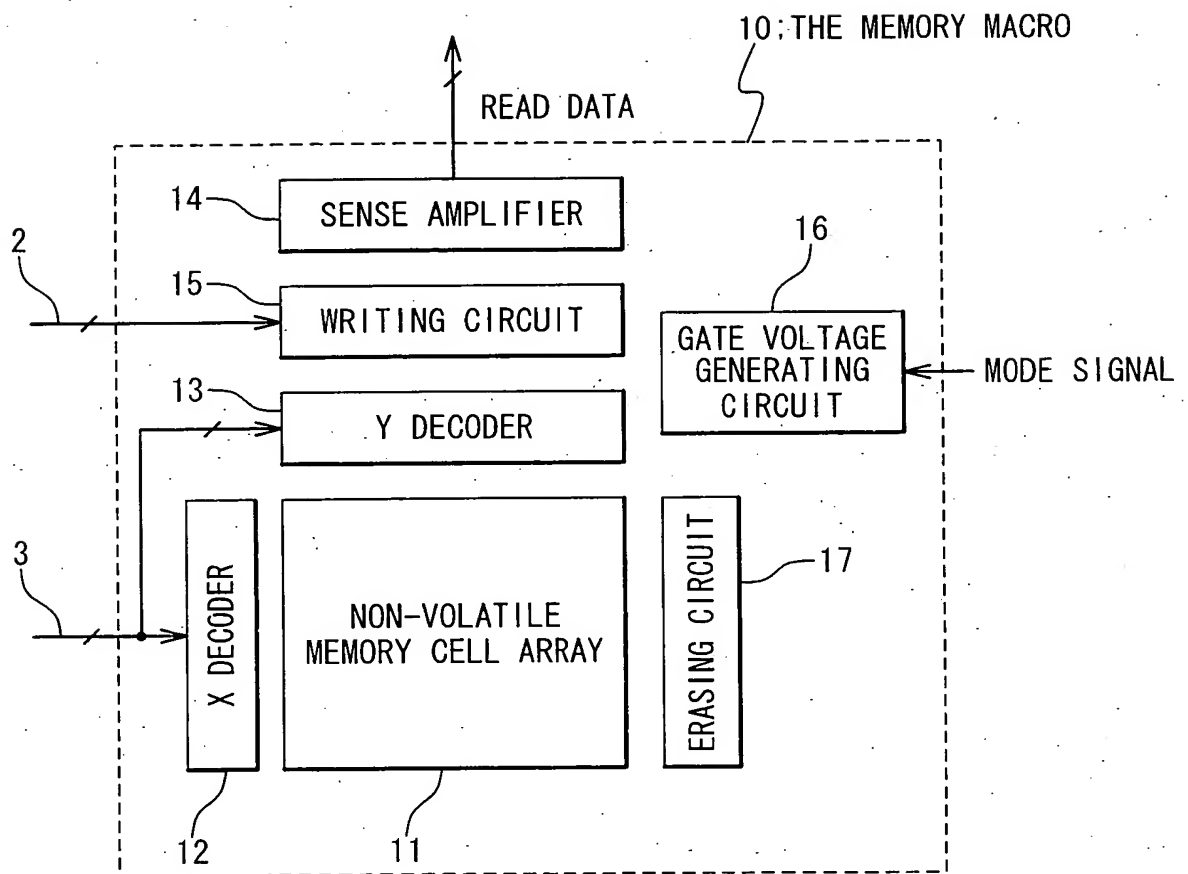 10;THE MEMORY MACRO
READ DATA
14
SENSE AMPLIFIER
2
15
WRITING CIRCUIT
16
GATE VOLTAGE
GENERATING
CIRCUIT
MODE SIGNAL
13
Y DECODER
3
X DECODER
NON-VOLATILE
MEMORY CELL ARRAY
ERASING CIRCUIT
17
12
11